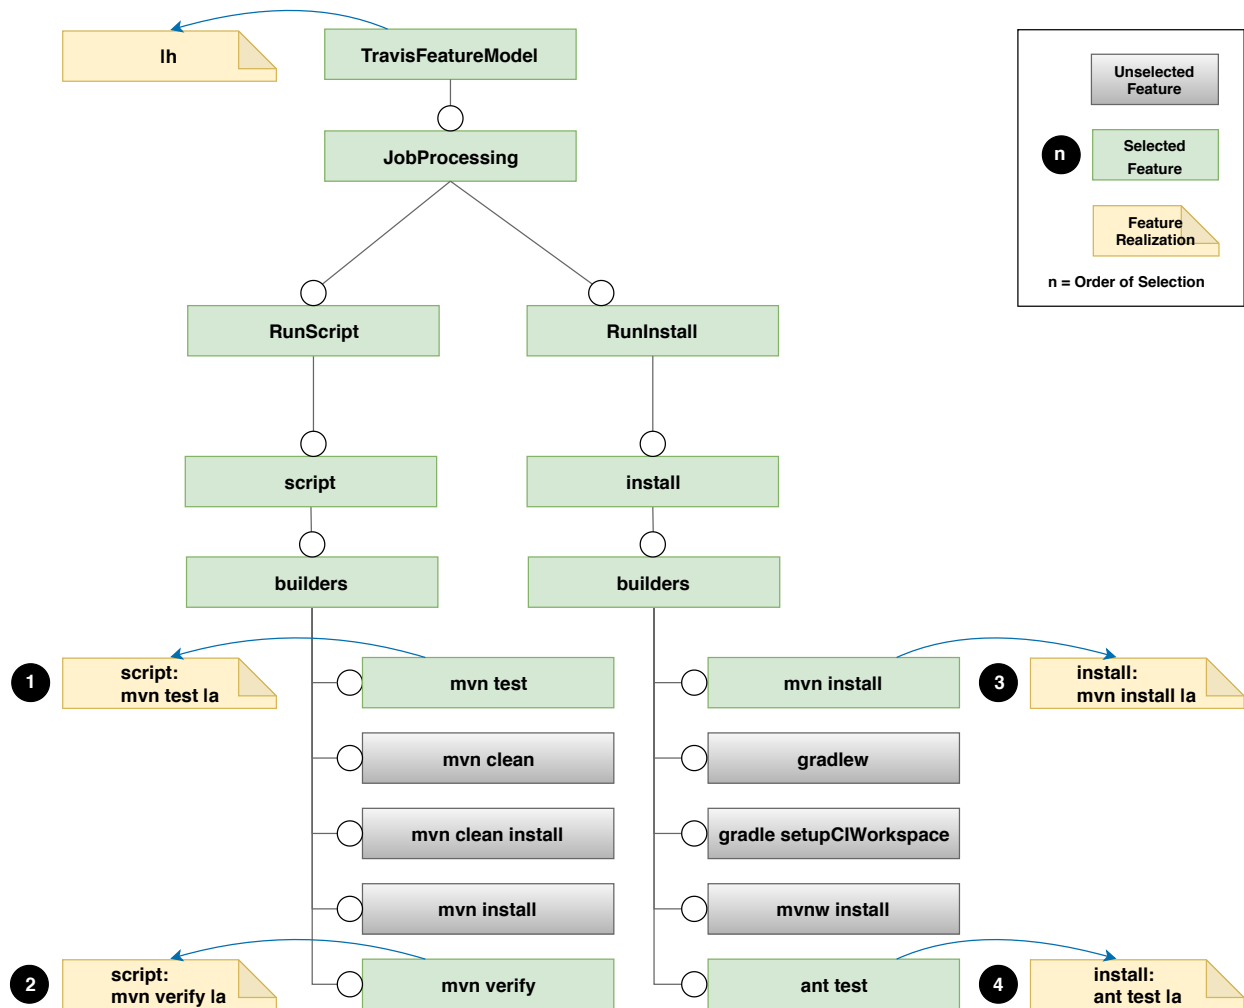 lh
TravisFeatureModel
JobProcessing
Unselected
Feature
n
Selected
Feature
Feature
Realization
n = Order of Selection
RunScript
RunInstall
script
install
builders
builders
1
script:
mvn test la
mvn test
mvn install
3
install:
mvn install la
mvn clean
gradlew
mvn clean install
gradle setupCIWorkspace
mvn install
mvnw install
2
script:
mvn verify la
mvn verify
ant test
4
install:
ant test la